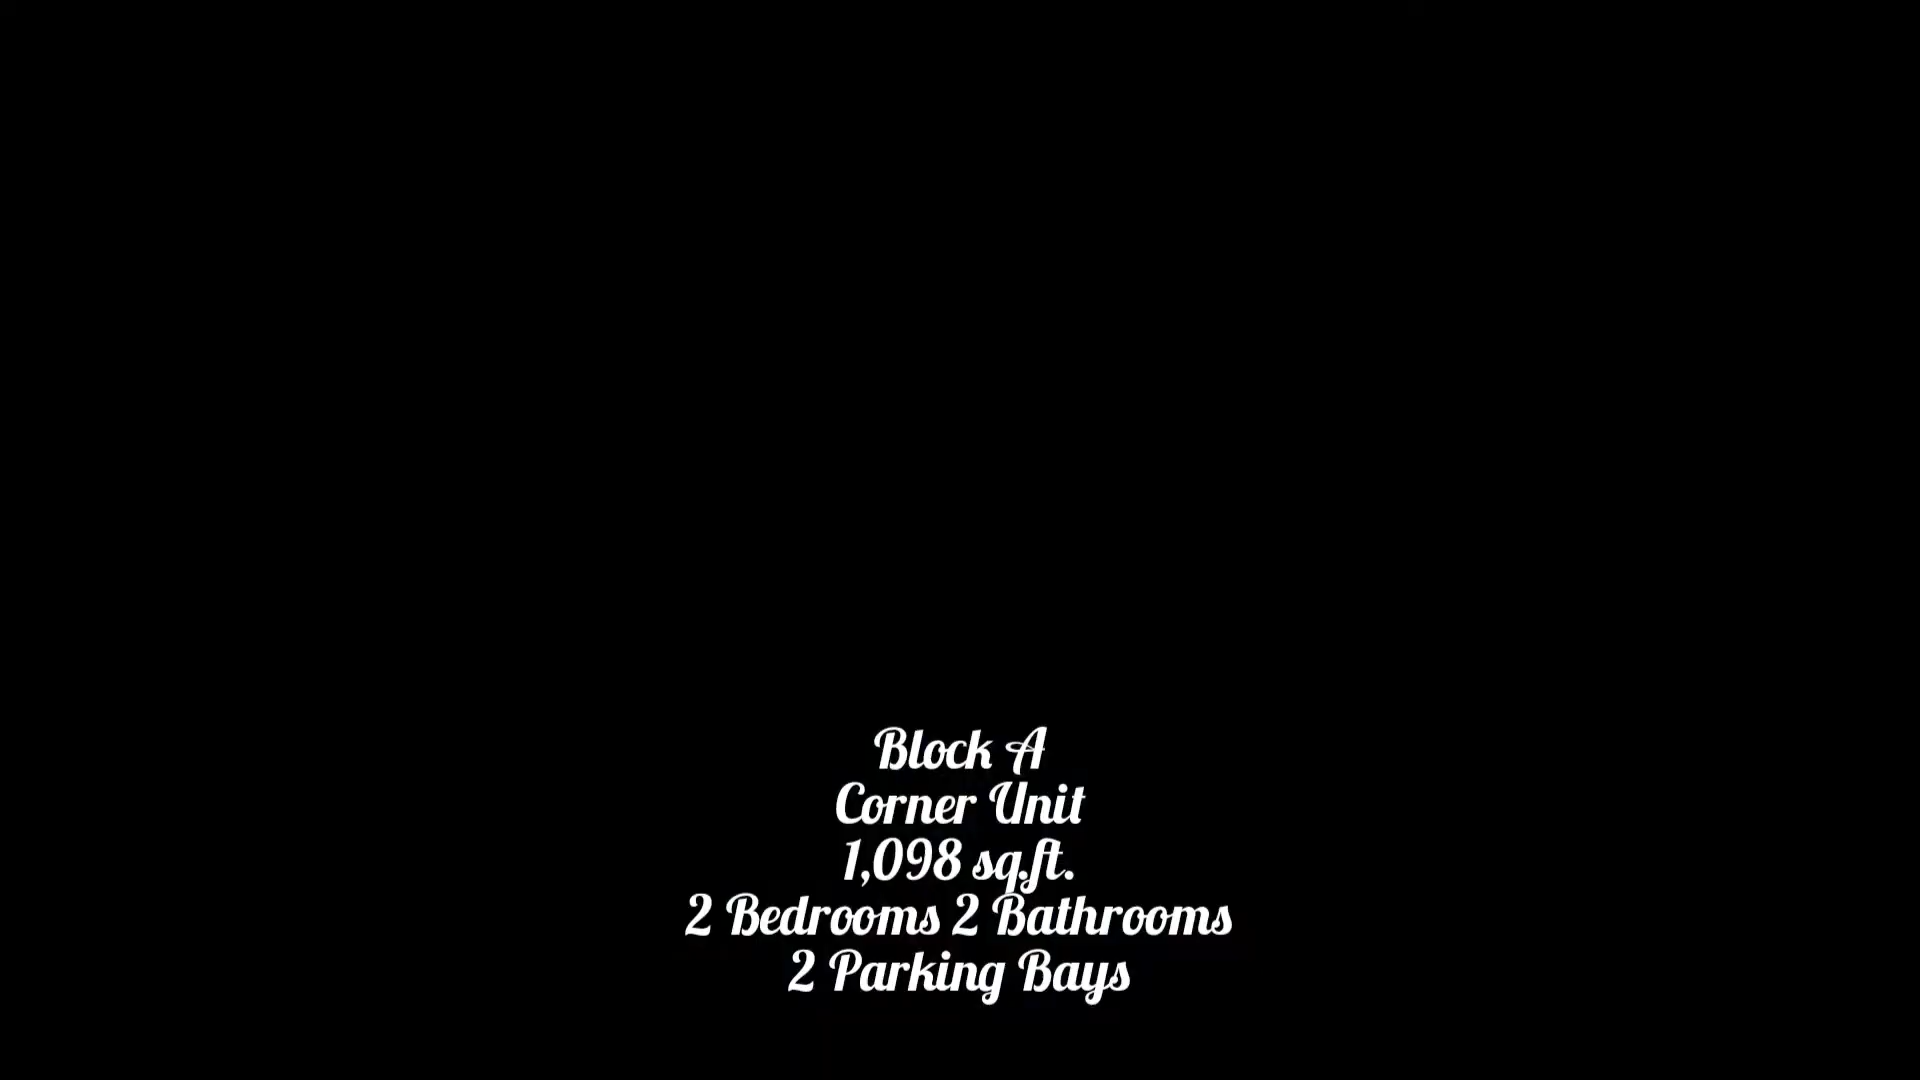 Block A
Corner Unit
1,098 sq.ft.
2 Bedrooms 2 Bathrooms
2 Parking Bays